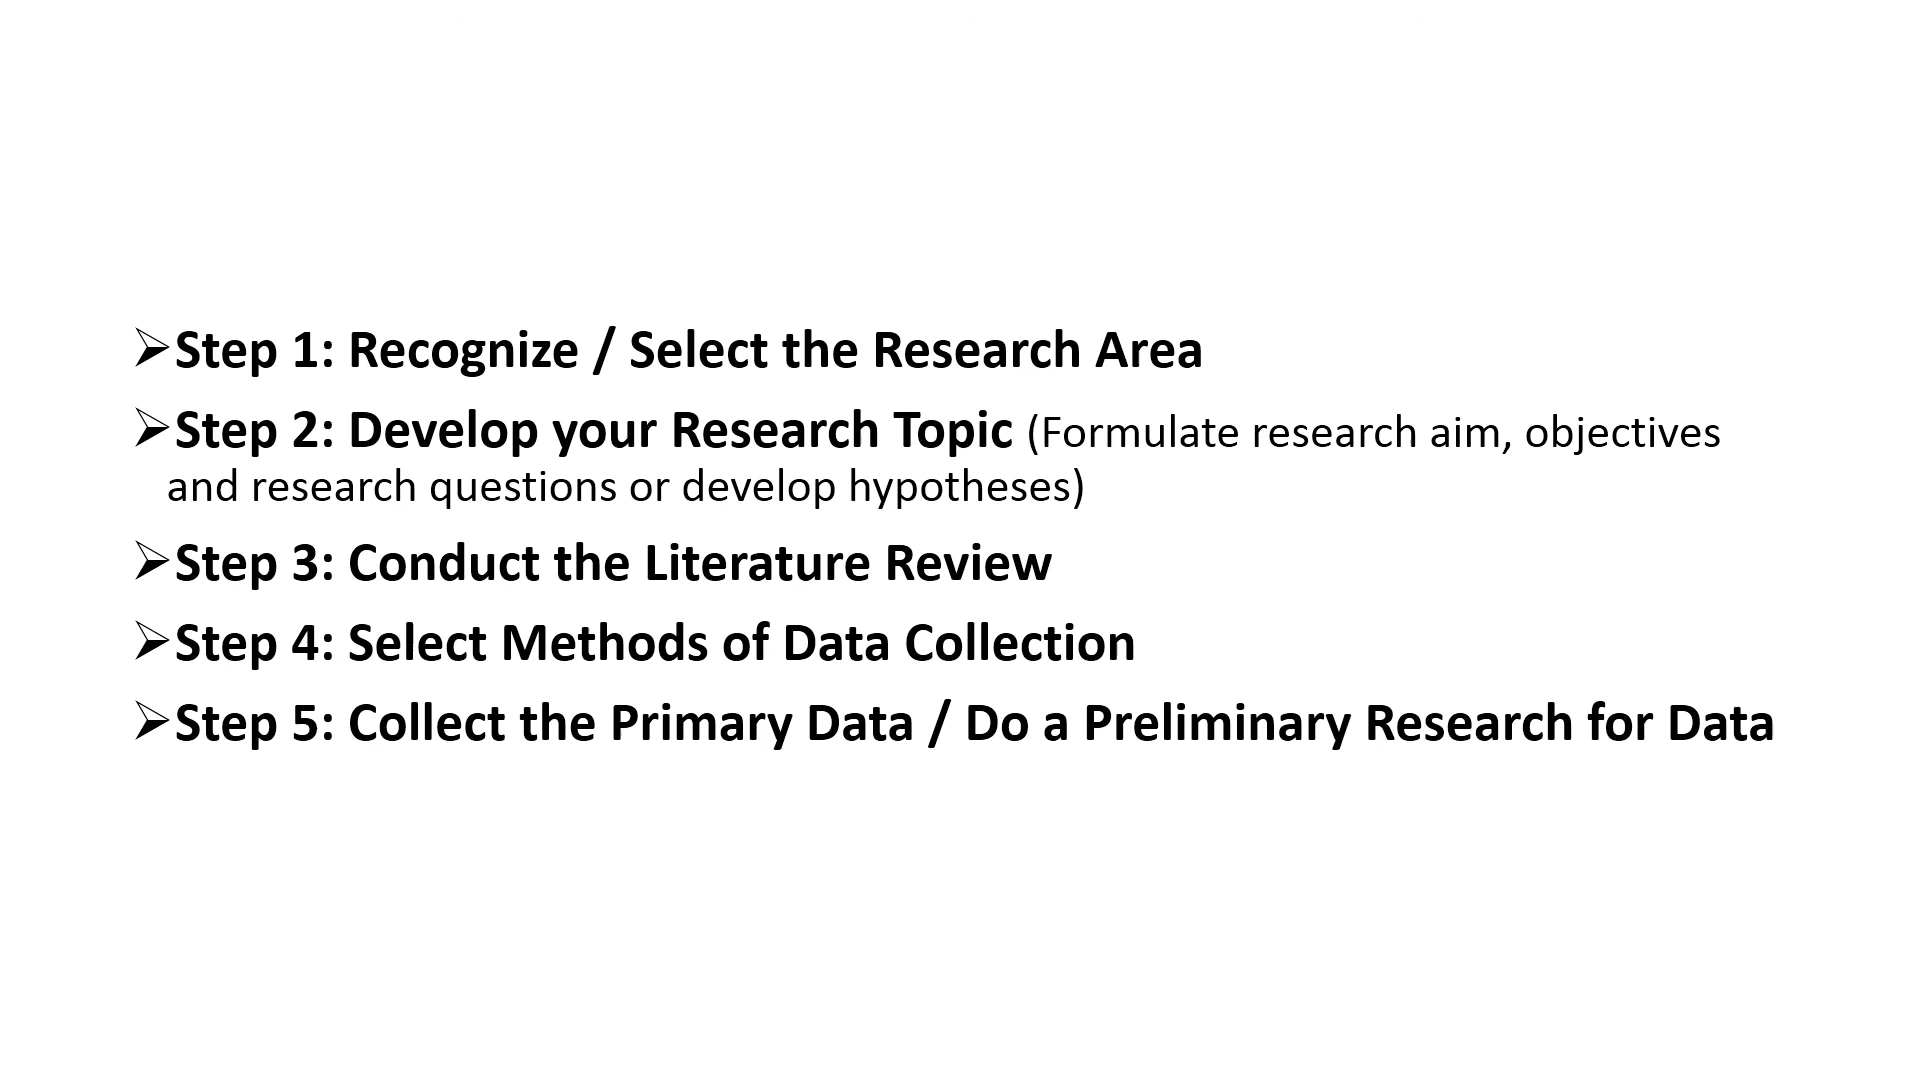 ➢Step 1: Recognize / Select the Research Area
➢Step 2: Develop your Research Topic (Formulate research aim, objectives
and research questions or develop hypotheses)
➢Step 3: Conduct the Literature Review
➢Step 4: Select Methods of Data Collection
➢Step 5: Collect the Primary Data / Do a Preliminary Research for Data